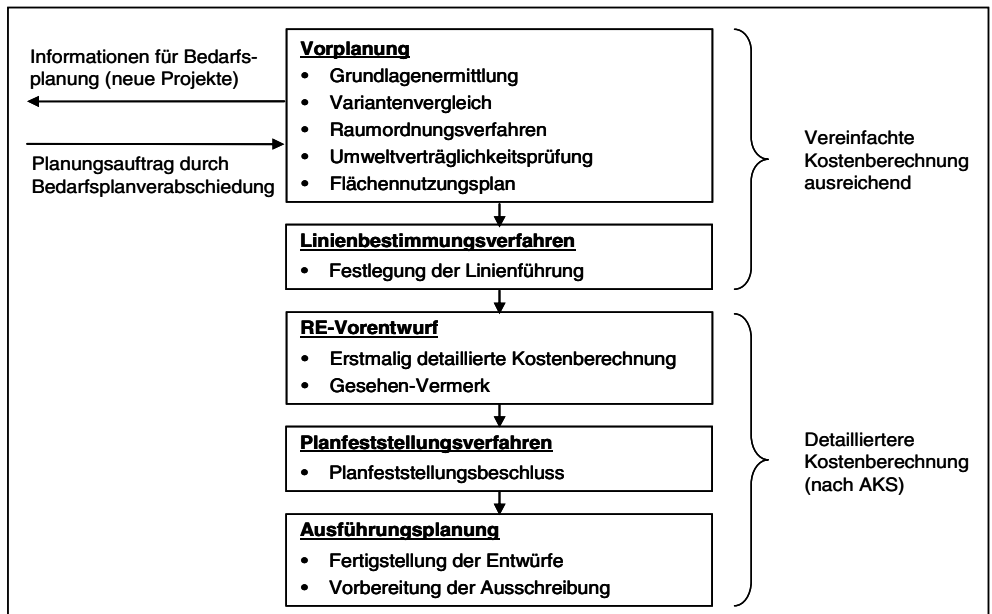 Informationen für Bedarfs-
planung (neue Projekte)
Planungsauftrag durch
Bedarfsplanverabschiedung
Vorplanung
• Grundlagenermittlung
• Variantenvergleich
• Raumordnungsverfahren
• Umweltverträglichkeitsprüfung
• Flächennutzungsplan
Linienbestimmungsverfahren
• Festlegung der Linienführung
Vereinfachte
Kostenberechnung
ausreichend
RE-Vorentwurf
• Erstmalig detaillierte Kostenberechnung
• Gesehen-Vermerk
Planfeststellungsverfahren
• Planfeststellungsbeschluss
Ausführungsplanung
• Fertigstellung der Entwürfe
• Vorbereitung der Ausschreibung
Detailliertere
Kostenberechnung
(nach AKS)